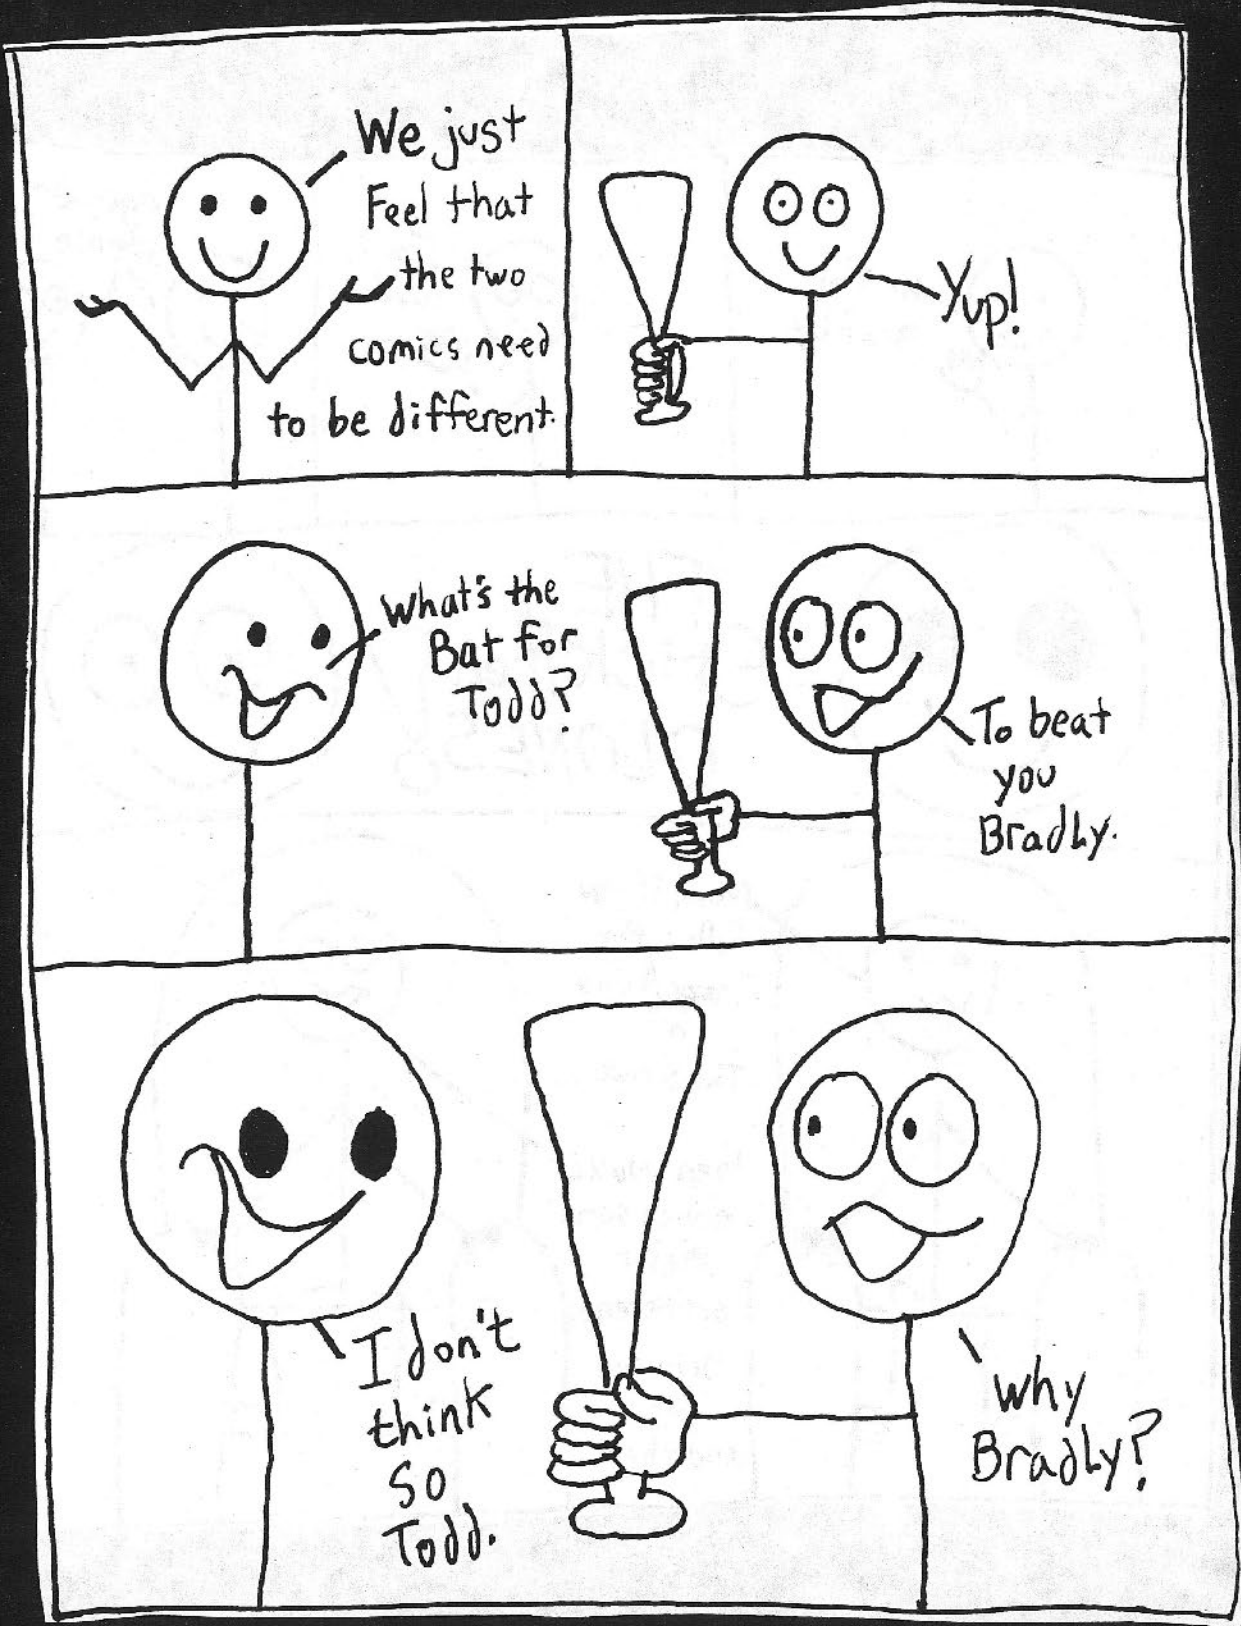 We just
Feel that
the two
comics need
to be different.
Yup!
What's the
Bat for
Todd?
To beat
you
Bradly.
I don't
think
so
Todd.
Why
Bradly?